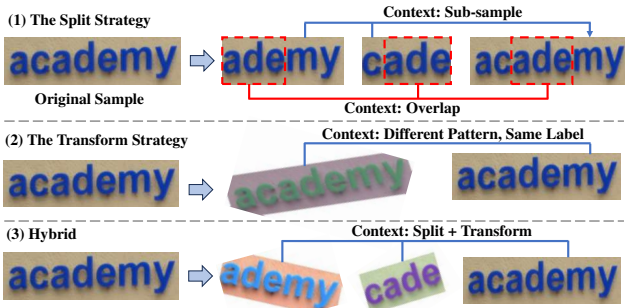 (1) The Split Strategy
Context: Sub-sample
academy ademy cade academy
Original Sample
Context: Overlap
(2) The Transform Strategy
Context: Different Pattern, Same Label
academy academy academy
(3) Hybrid
Context: Split + Transform
academy ademy cade academy